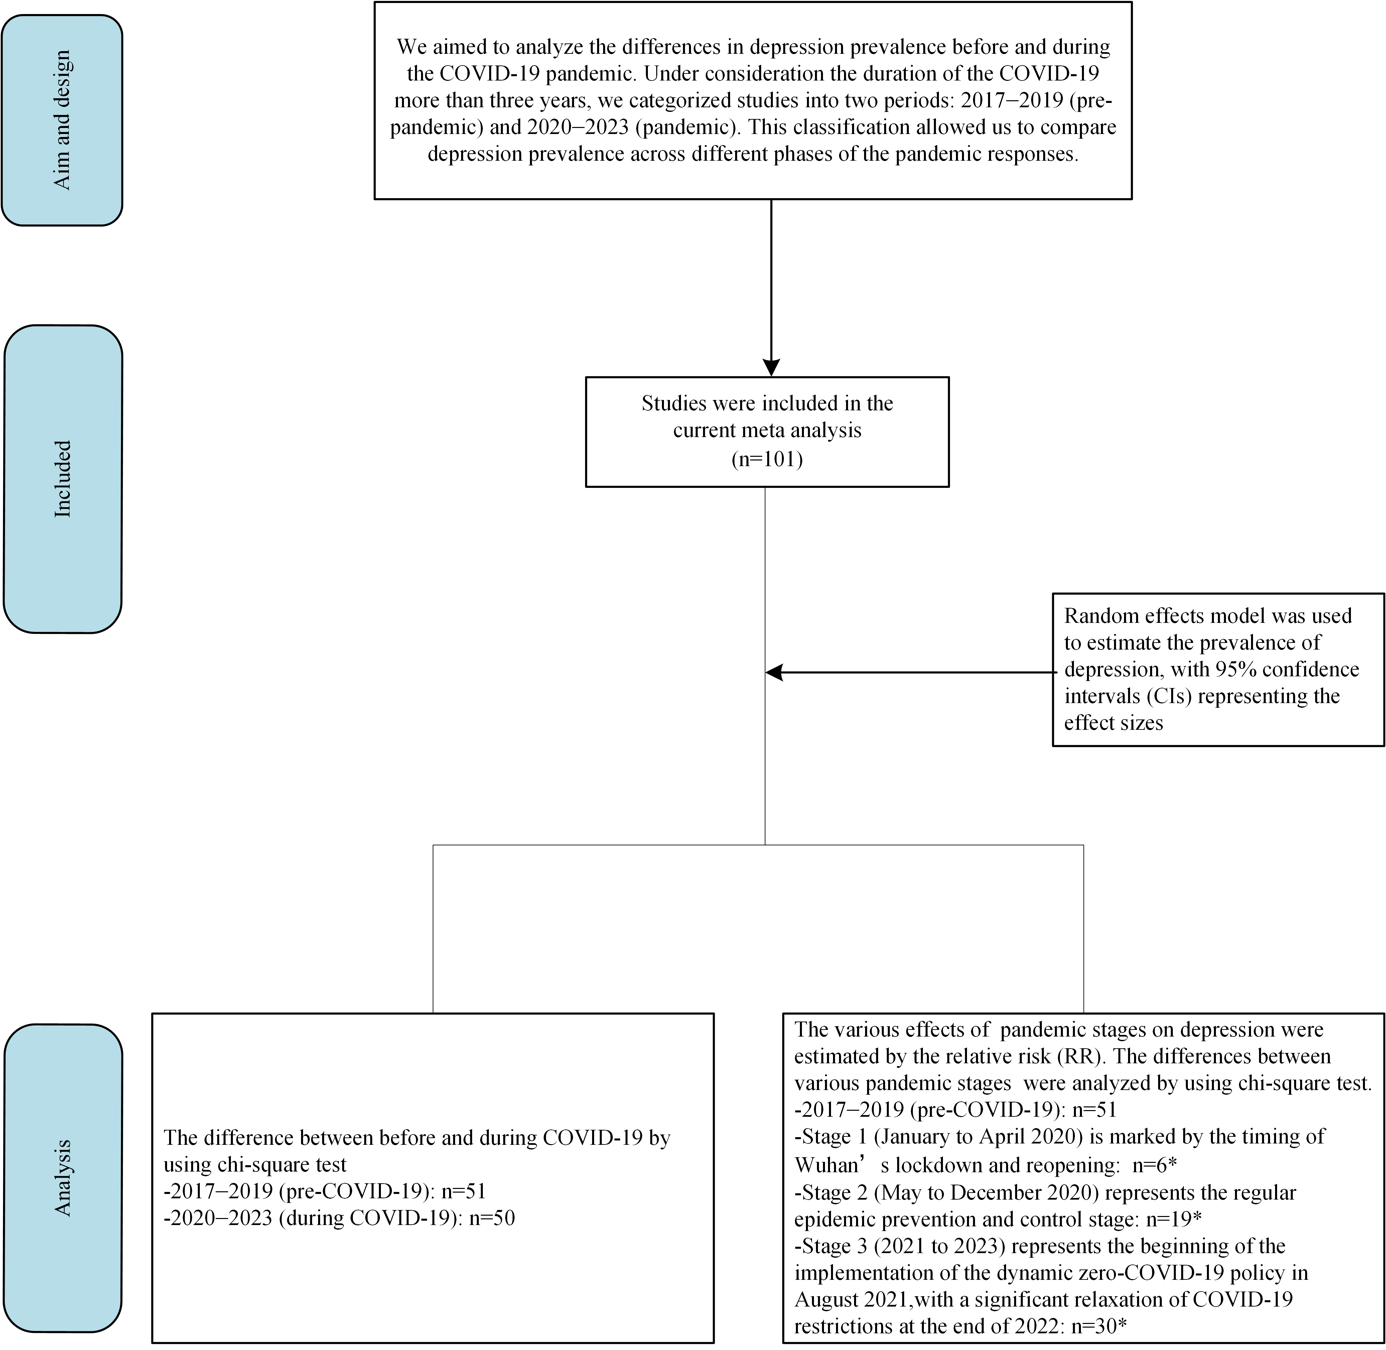 Aim and design
We aimed to analyze the differences in depression prevalence before and during
the COVID-19 pandemic. Under consideration the duration of the COVID-19
more than three years, we categorized studies into two periods: 2017−2019 (pre-
pandemic) and 2020−2023 (pandemic). This classification allowed us to compare
depression prevalence across different phases of the pandemic responses.
Included
Studies were included in the
current meta analysis
(n=101)
Random effects model was used
to estimate the prevalence of
depression, with 95% confidence
intervals (CIs) representing the
effect sizes
Analysis
The difference between before and during COVID-19 by
using chi-square test
-2017−2019 (pre-COVID-19): n=51
-2020−2023 (during COVID-19): n=50
The various effects of pandemic stages on depression were
estimated by the relative risk (RR). The differences between
various pandemic stages were analyzed by using chi-square test.
-2017−2019 (pre-COVID-19): n=51
-Stage 1 (January to April 2020) is marked by the timing of
Wuhan’s lockdown and reopening: n=6*
-Stage 2 (May to December 2020) represents the regular
epidemic prevention and control stage: n=19*
-Stage 3 (2021 to 2023) represents the beginning of the
implementation of the dynamic zero-COVID-19 policy in
August 2021,with a significant relaxation of COVID-19
restrictions at the end of 2022: n=30*